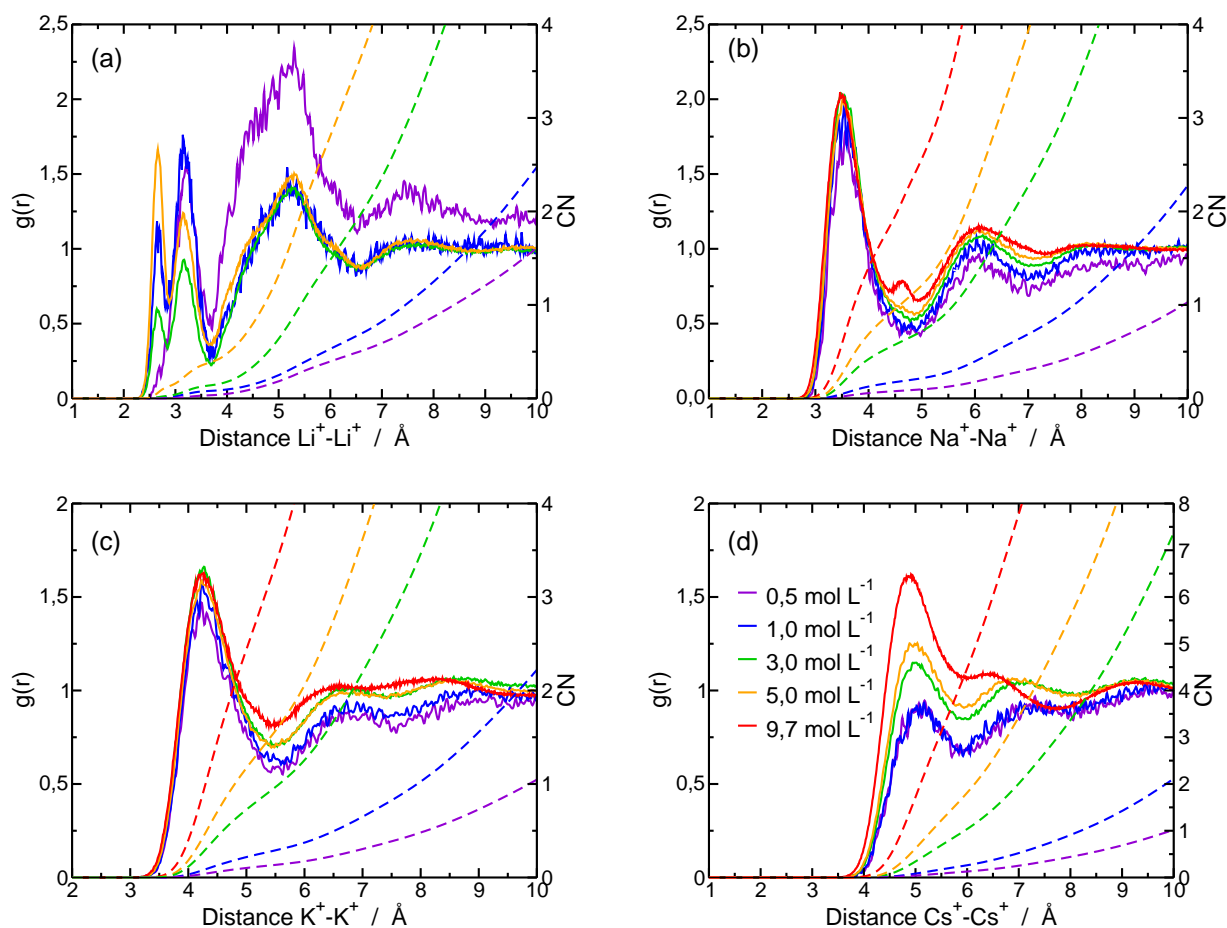 (a)
2,5
2
1,5
1
0,5
0
g(r)
4
3
2
1
0
CN
1 2 3 4 5 6 7 8 9 10
Distance Li⁺-Li⁺ / Å
(b)
2,5
2.0
1,5
1.0
0.5
0,0
g(r)
4
3
2
1
0
CN
1 2 3 4 5 6 7 8 9 10
Distance Na⁺-Na⁺ / Å
(c)
2
1,5
1
0,5
0
g(r)
4
3
2
1
0
CN
2 3 4 5 6 7 8 9 10
Distance K⁺-K⁺ / Å
(d)
2
1,5
1
0,5
0
g(r)
8
7
6
5
4
3
2
1
0
CN
0,5 mol L⁻¹
1,0 mol L⁻¹
3,0 mol L⁻¹
5,0 mol L⁻¹
9,7 mol L⁻¹
1 2 3 4 5 6 7 8 9 10
Distance Cs⁺-Cs⁺ / Å